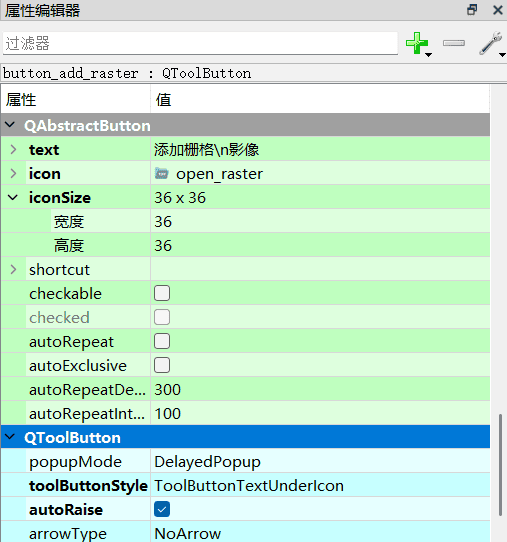 属性编辑器
过滤器
button_add_raster : QToolButton
属性 值
QAbstractButton
text 添加栅格\n影像
icon open_raster
iconSize 36 x 36
宽度 36
高度 36
shortcut
checkable
checked
autoRepeat
autoExclusive
autoRepeatDe... 300
autoRepeatInt... 100
QToolButton
popupMode DelayedPopup
toolButtonStyle ToolButtonTextUnderIcon
autoRaise
arrowType NoArrow